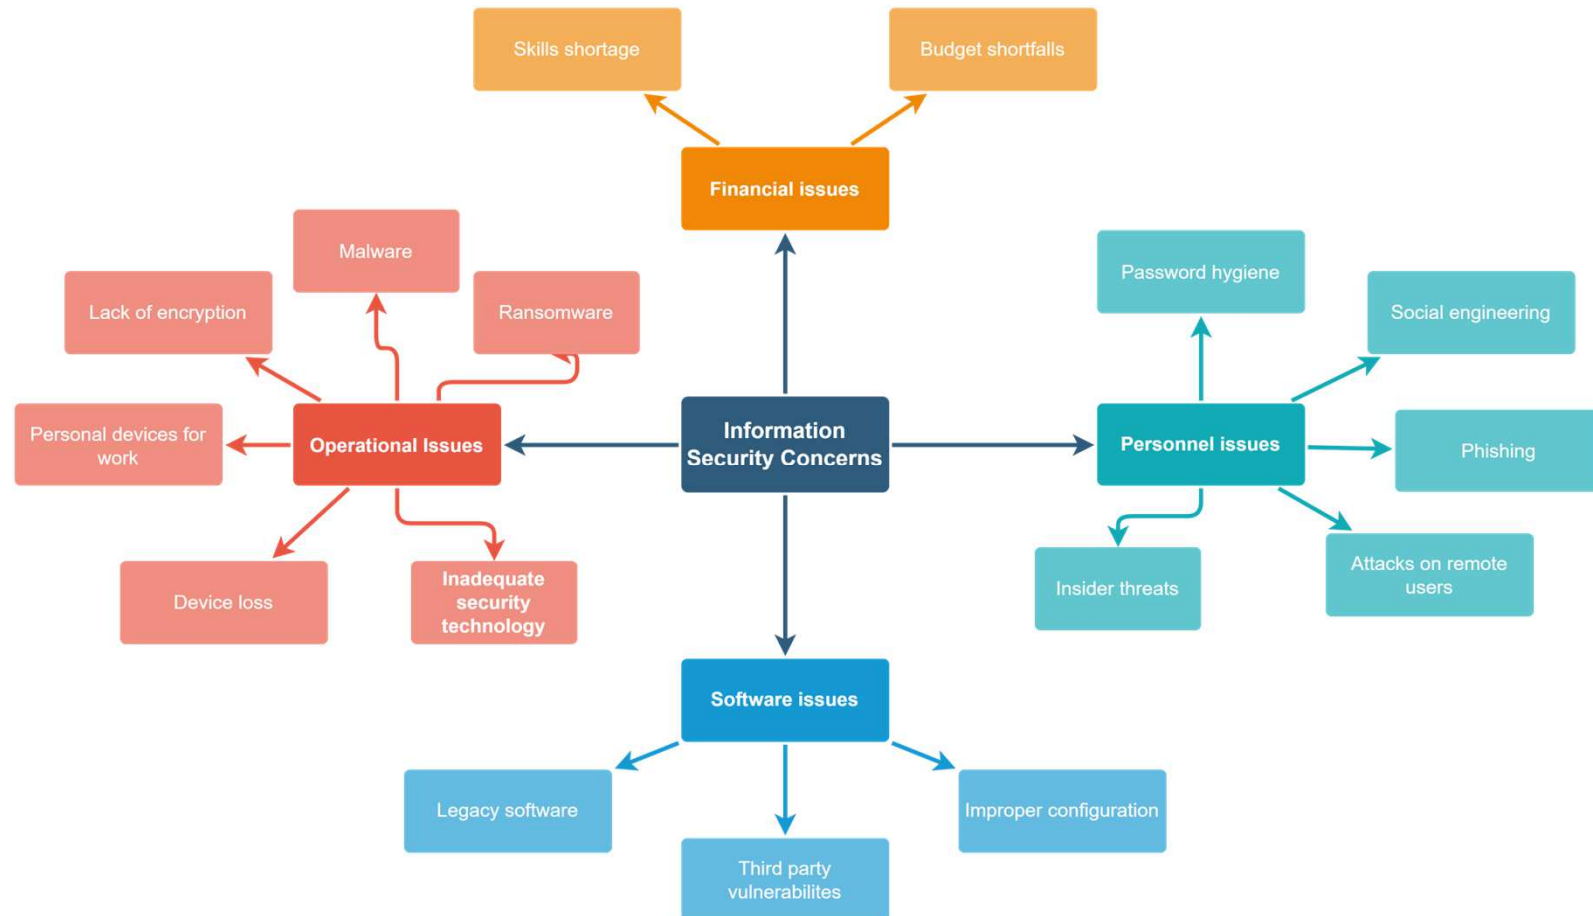 Skills shortage
Budget shortfalls
Financial issues
Malware
Password hygiene
Lack of encryption
Ransomware
Social engineering
Personal devices for
work
Operational Issues
Information
Security Concerns
Personnel issues
Phishing
Device loss
Inadequate
security
technology
Insider threats
Attacks on remote
users
Software issues
Legacy software
Improper configuration
Third party
vulnerabilites